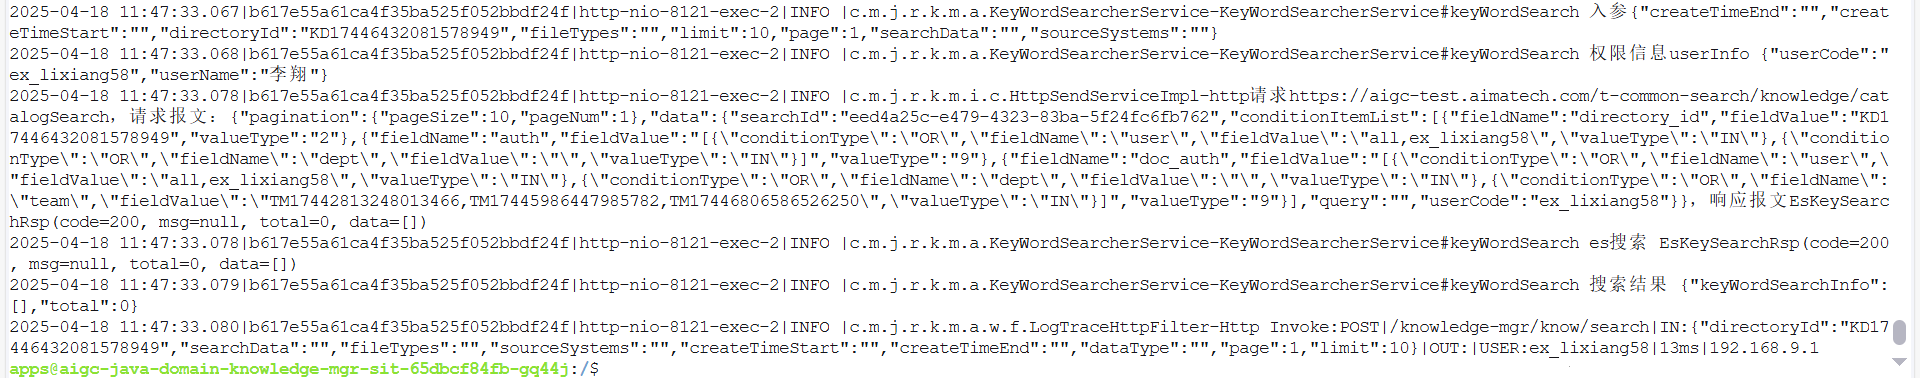 2025-04-18 11:47:33.067|b617e55a61ca4f35ba525f052bbdf24f|http-nio-8121-exec-2|INFO |c.m.j.r.k.m.a.KeyWordSearcherService-KeyWordSearcherService#keyWordSearch 入参{"createTimeEnd":"","creat
eTimeStart":"","directoryId":"KD17446432081578949","fileTypes":"","limit":10,"page":1,"searchData":"","sourceSystems":""}
2025-04-18 11:47:33.068|b617e55a61ca4f35ba525f052bbdf24f|http-nio-8121-exec-2|INFO |c.m.j.r.k.m.a.KeyWordSearcherService-KeyWordSearcherService#keyWordSearch 权限信息userInfo {"userCode":"
ex_lixiang58","userName":"李翔"}
2025-04-18 11:47:33.078|b617e55a61ca4f35ba525f052bbdf24f|http-nio-8121-exec-2|INFO |c.m.j.r.k.m.i.c.HttpSendServiceImpl-http请求https://aigc-test.aimatech.com/t-common-search/knowledge/cat
alogSearch，请求报文：{"pagination":{"pageSize":10,"pageNum":1},"data":{"searchId":"eed4a25c-e479-4323-83ba-5f24fc6fb762","conditionItemList":[{"fieldName":"directory_id","fieldValue":"KD1
7446432081578949","valueType":"2"},{"fieldName":"auth","fieldValue":"[{\"conditionType\":\"OR\",\"fieldName\":\"user\",\"fieldValue\":\"all,ex_lixiang58\",\"valueType\":\"IN\"},{\"conditio
nType\":\"OR\",\"fieldName\":\"dept\",\"fieldValue\":\"\",\"valueType\":\"IN\"}]","valueType":"9"},{"fieldName":"doc_auth","fieldValue":"[{\"conditionType\":\"OR\",\"fieldName\":\"user\",\
"fieldValue\":\"all,ex_lixiang58\",\"valueType\":\"IN\"},{\"conditionType\":\"OR\",\"fieldName\":\"dept\",\"fieldValue\":\"\",\"valueType\":\"IN\"},{\"conditionType\":\"OR\",\"fieldName\":
\"team\",\"fieldValue\":\"TM17442813248013466,TM17445986447985782,TM17446806586526250\",\"valueType\":\"IN\"}]","valueType":"9"}],"query":"","userCode":"ex_lixiang58"}}，响应报文EsKeySearc
hRsp(code=200, msg=null, total=0, data=[])
2025-04-18 11:47:33.078|b617e55a61ca4f35ba525f052bbdf24f|http-nio-8121-exec-2|INFO |c.m.j.r.k.m.a.KeyWordSearcherService-KeyWordSearcherService#keyWordSearch es搜索 EsKeySearchRsp(code=200
, msg=null, total=0, data=[])
2025-04-18 11:47:33.079|b617e55a61ca4f35ba525f052bbdf24f|http-nio-8121-exec-2|INFO |c.m.j.r.k.m.a.KeyWordSearcherService-KeyWordSearcherService#keyWordSearch 搜索结果 {"keyWordSearchInfo":
[],"total":0}
2025-04-18 11:47:33.080|b617e55a61ca4f35ba525f052bbdf24f|http-nio-8121-exec-2|INFO |c.m.j.r.k.m.a.w.f.LogTraceHttpFilter-Http Invoke:POST|/knowledge-mgr/know/search|IN:{"directoryId":"KD17
446432081578949","searchData":"","fileTypes":"","sourceSystems":"","createTimeStart":"","createTimeEnd":"","dataType":"","page":1,"limit":10}|OUT:|USER:ex_lixiang58|13ms|192.168.9.1
apps@aigc-java-domain-knowledge-mgr-sit-65dbcf84fb-gq44j:/$